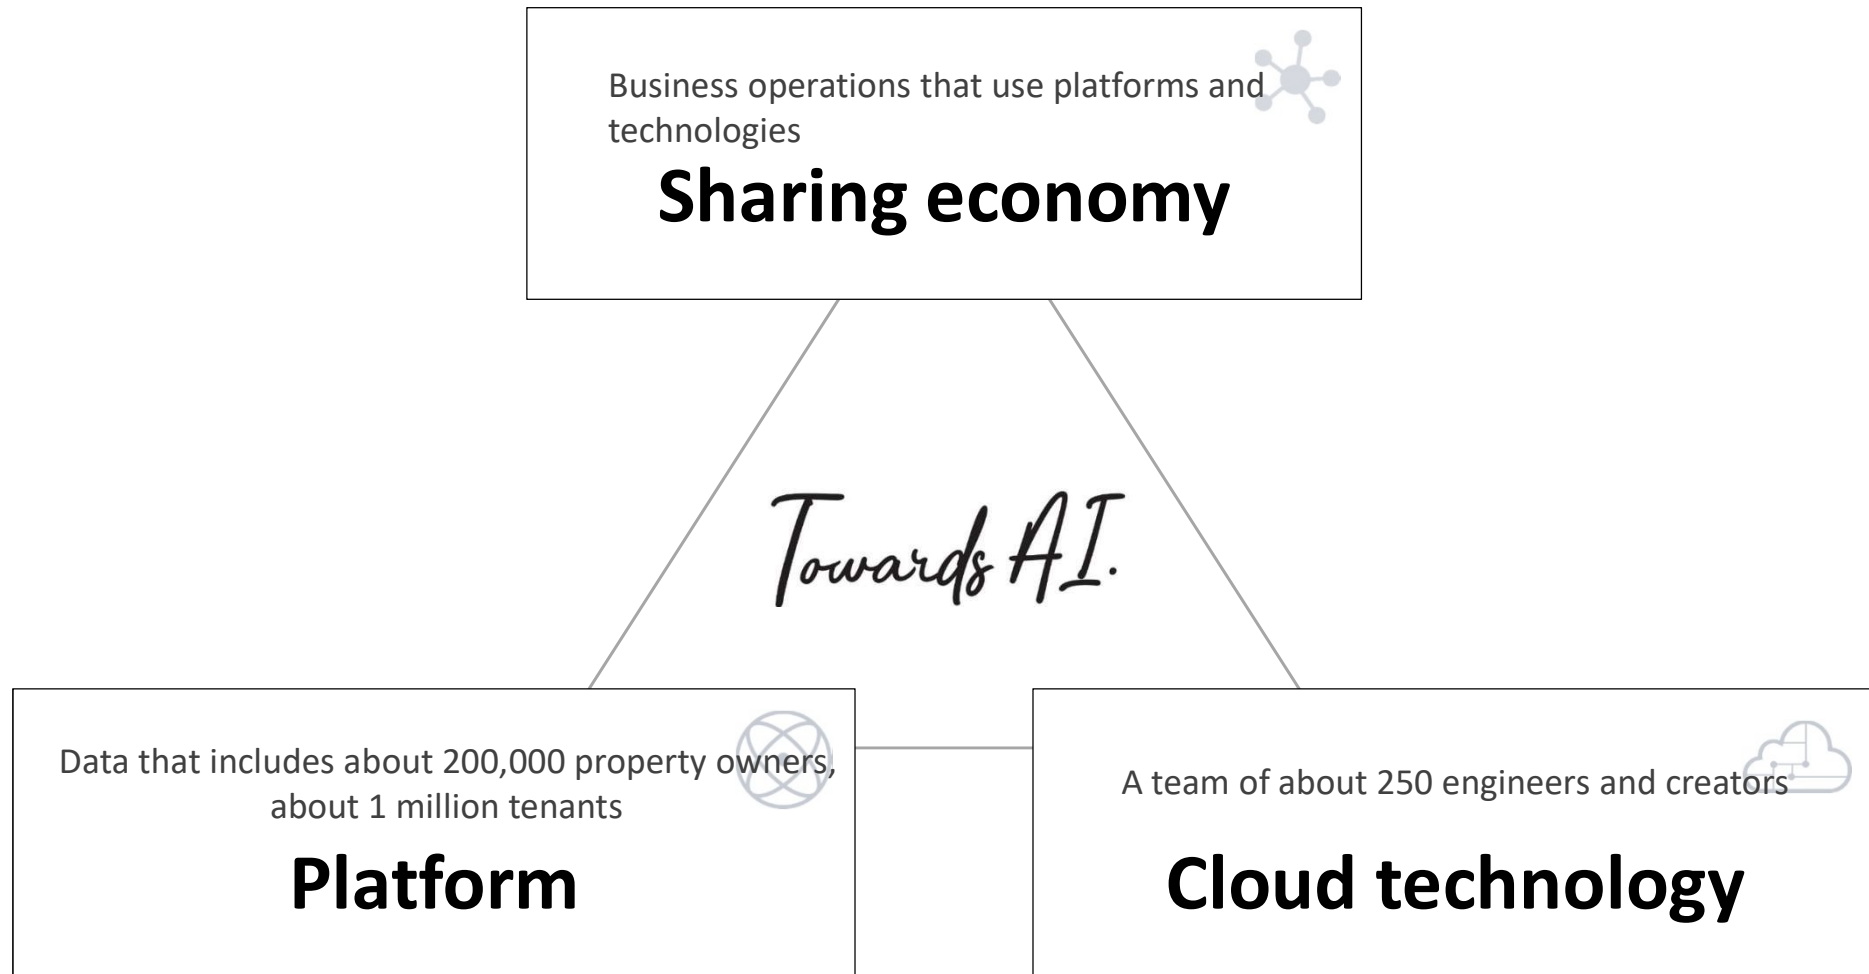 Business operations that use platforms and
technologies
Sharing economy
Towards AI.
Data that includes about 200,000 property owners,
about 1 million tenants
Platform
A team of about 250 engineers and creators
Cloud technology